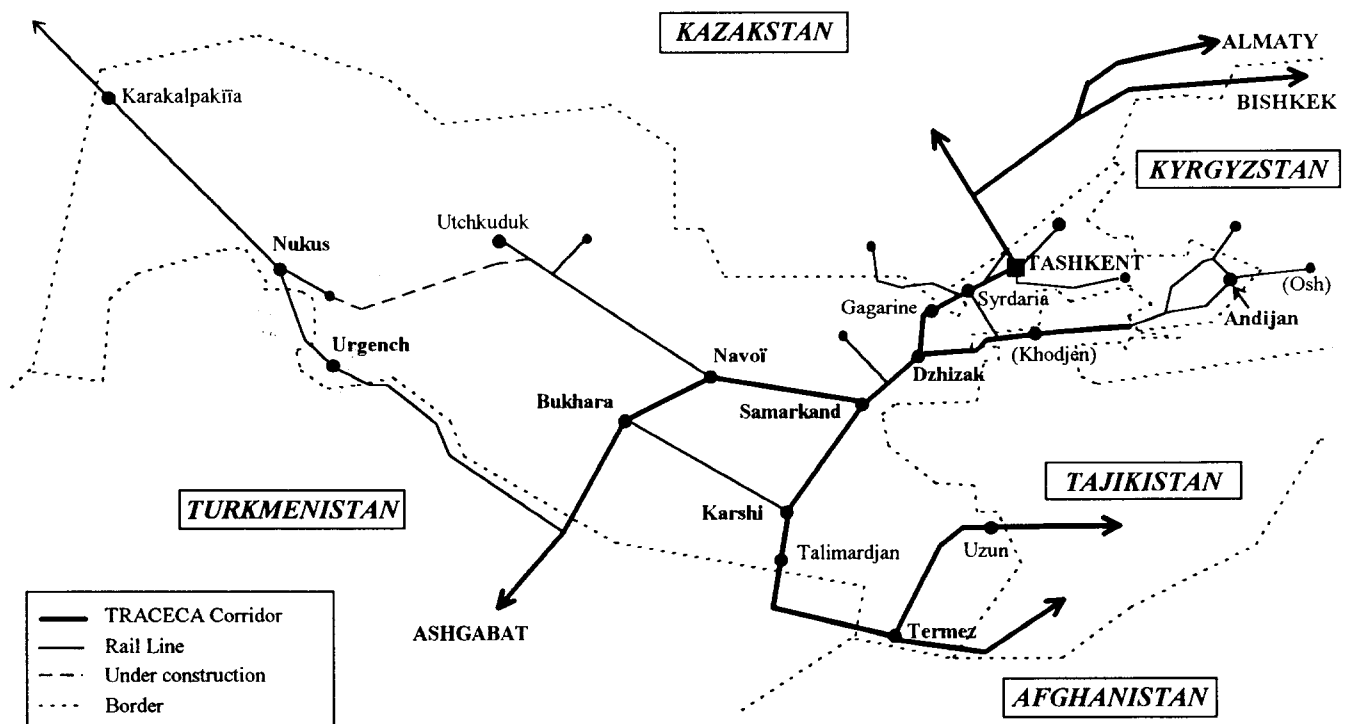 KAZAKSTAN
ALMATY
BISHKEK
Karakalpakïïa
KYRGYZSTAN
Utchkuduk
Nukus
TASHKENT
Syrdaria
(Osh)
Gagarine
Andijan
Urgench
(Khodjen)
Navoï
Dzhizak
Bukhara
Samarkand
TURKMENISTAN
Karshi
TAJIKISTAN
Talimardjan
Uzun
TRACECA Corridor
ASHGABAT
Termez
Rail Line
Under construction
Border
AFGHANISTAN